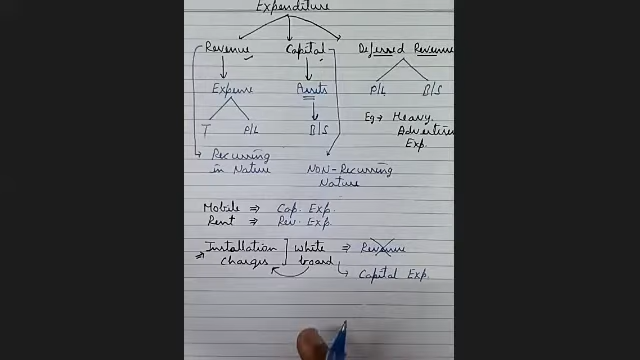 Expenditure
Revenue Capital Deferred Revenue
Expense Assets P/L B/S
T P/L B/S Eg → Heavy
Advertise
Exp.
Recurring
in Nature
NON-Recurring
Nature
Mobile ⇒ Cap. Exp.
Rent ⇒ Rev. Exp.
⇒ Installation ] White ⇒ Revenue
charges board
↳ Capital Exp.